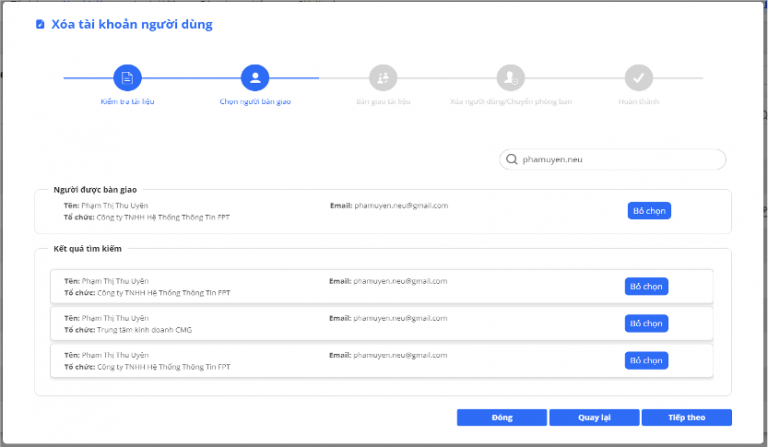 Xóa tài khoản người dùng
Kiểm tra tài liệu
Chọn người bàn giao
Bàn giao tài liệu
Xóa người dùng/Chuyển phòng ban
Hoàn thành
phamuyen.neu
Người được bàn giao
Tên: Phạm Thị Thu Uyên Email: phamuyen.neu@gmail.com
Tổ chức: Công ty TNHH Hệ Thống Thông Tin FPT
Bỏ chọn
Kết quả tìm kiếm
Tên: Phạm Thị Thu Uyên Email: phamuyen.neu@gmail.com
Tổ chức: Công ty TNHH Hệ Thống Thông Tin FPT
Bỏ chọn
Tên: Phạm Thị Thu Uyên Email: phamuyen.neu@gmail.com
Tổ chức: Trung tâm kinh doanh CMG
Bỏ chọn
Tên: Phạm Thị Thu Uyên Email: phamuyen.neu@gmail.com
Tổ chức: Công ty TNHH Hệ Thống Thông Tin FPT
Bỏ chọn
Đóng
Quay lại
Tiếp theo